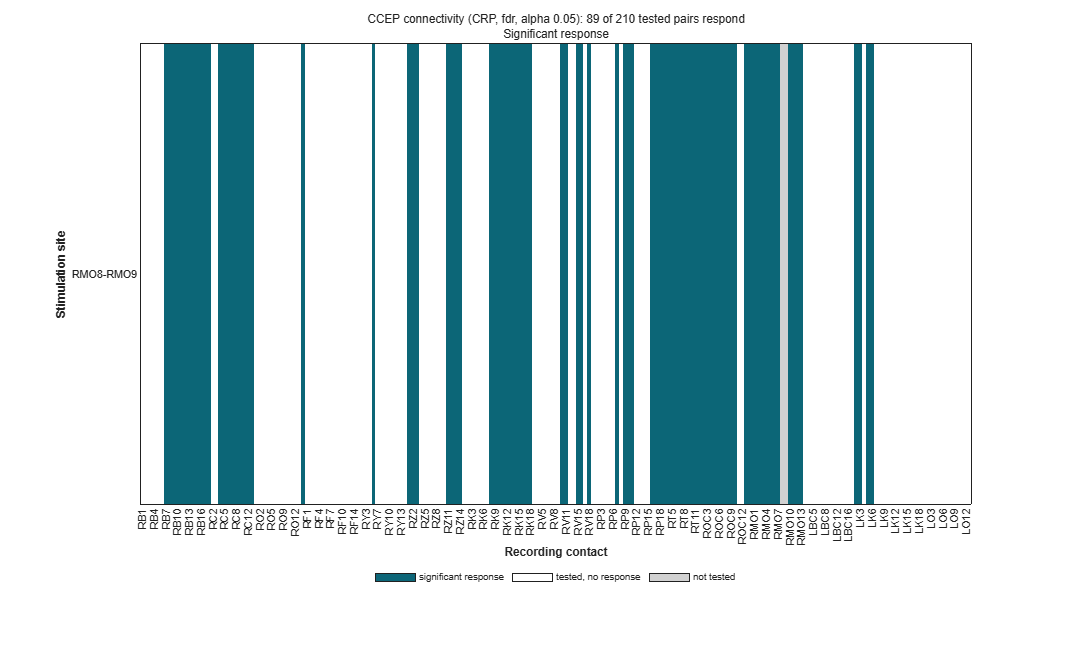 CCEP connectivity (CRP, fdr, alpha 0.05): 89 of 210 tested pairs respond
Significant response
Stimulation site
RMO8-RMO9
RB1 RB4 RB7 RB10 RB13 RB16 RC2 RC5 RC8 RC12 RO2 RO5 RO9 RO12 RF1 RF4 RF7 RF10 RF14 RY3 RY7 RY10 RY13 RZ2 RZ5 RZ8 RZ11 RZ14 RK3 RK6 RK9 RK12 RK15 RK18 RV5 RV8 RV11 RV15 RV18 RP3 RP6 RP9 RP12 RP15 RP18 RT5 RT8 RT11 ROC3 ROC6 ROC9 ROC12 RMO1 RMO4 RMO7 RMO10 RMO13 LBC5 LBC8 LBC12 LBC16 LK3 LK6 LK9 LK12 LK15 LK18 LO3 LO6 LO9 LO12
Recording contact
significant response tested, no response not tested